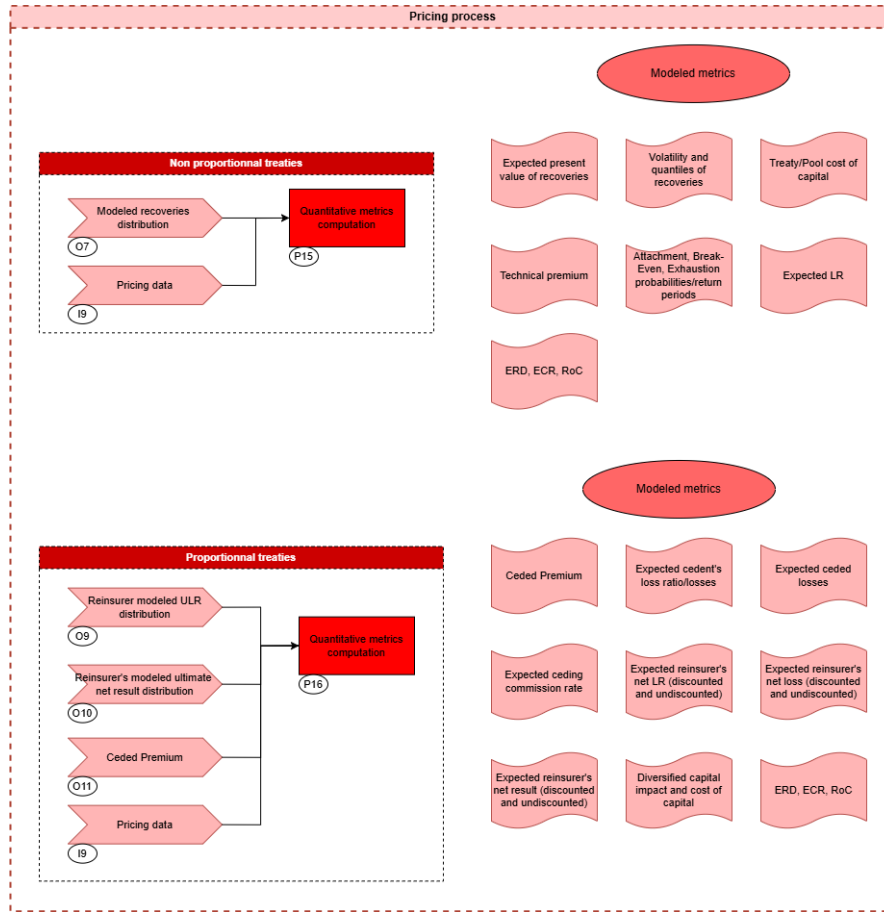 Pricing process
Modeled metrics
Expected present
value of recoveries
Volatility and
quantiles of
recoveries
Treaty/Pool cost of
capital
Non proportionnal treaties
Modeled recoveries
distribution
O7
Quantitative metrics
computation
P15
Pricing data
I9
Technical premium
Attachment, Break-
Even, Exhaustion
probabilities/return
periods
Expected LR
ERD, ECR, RoC
Modeled metrics
Proportionnal treaties
Reinsurer modeled ULR
distribution
O9
Reinsurer's modeled ultimate
net result distribution
O10
Ceded Premium
O11
Pricing data
I9
Quantitative metrics
computation
P16
Ceded Premium
Expected cedent's
loss ratio/losses
Expected ceded
losses
Expected ceding
commission rate
Expected reinsurer's
net LR (discounted
and undiscounted)
Expected reinsurer's
net loss (discounted
and undiscounted)
Expected reinsurer's
net result (discounted
and undiscounted)
Diversified capital
impact and cost of
capital
ERD, ECR, RoC